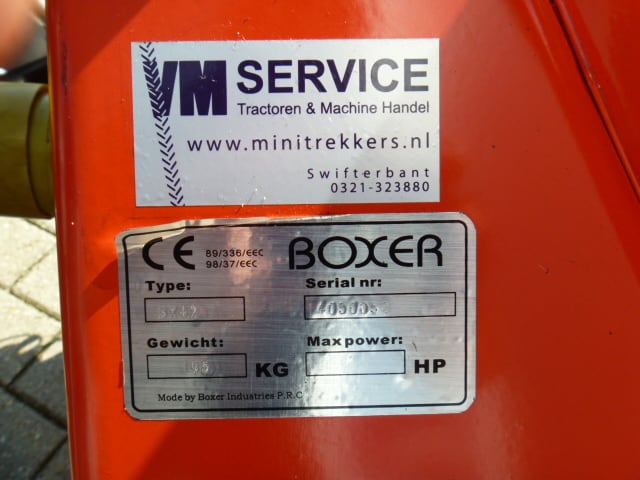 VM SERVICE
Tractoren & Machine Handel
www.minitrekkers.nl
Swifterbant
0321-323880
CE 89/336/EEC
98/37/EEC
BOXER
Type: Serial nr:
Gewicht: Max power:
KG HP
Mode by Boxer Industries P.R.C